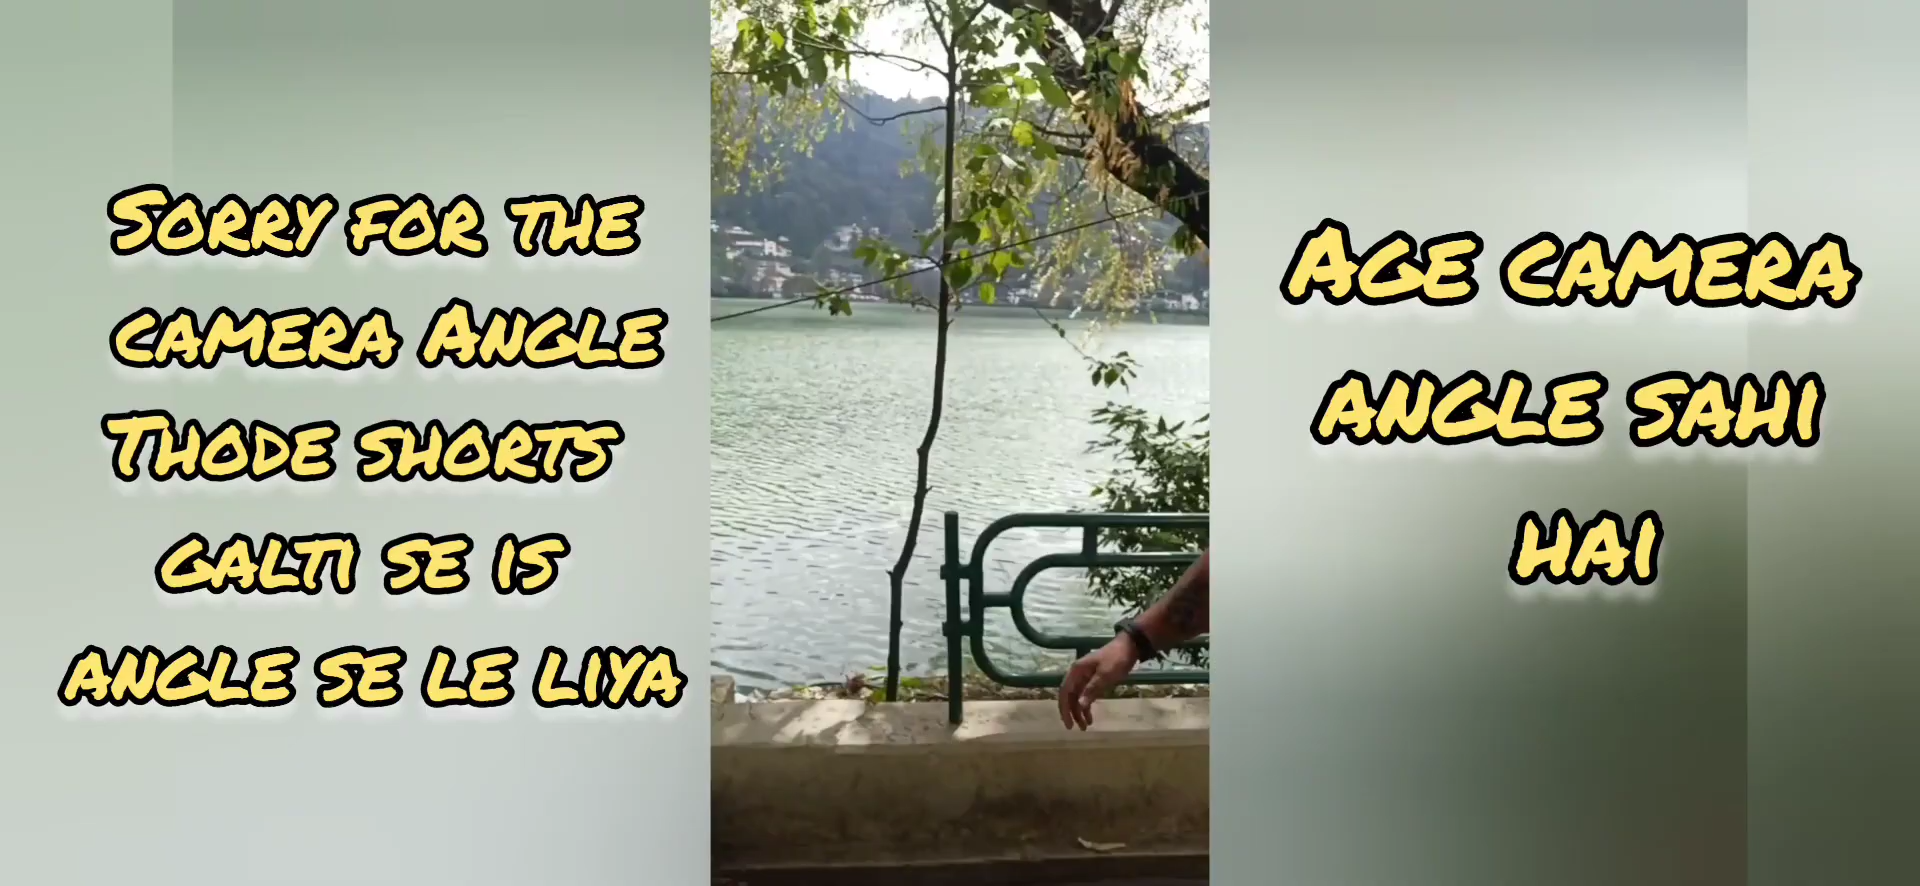 Sorry for the
camera Angle
Thode shorts
galti se is
angle se le liya
Age camera
angle sahi
hai